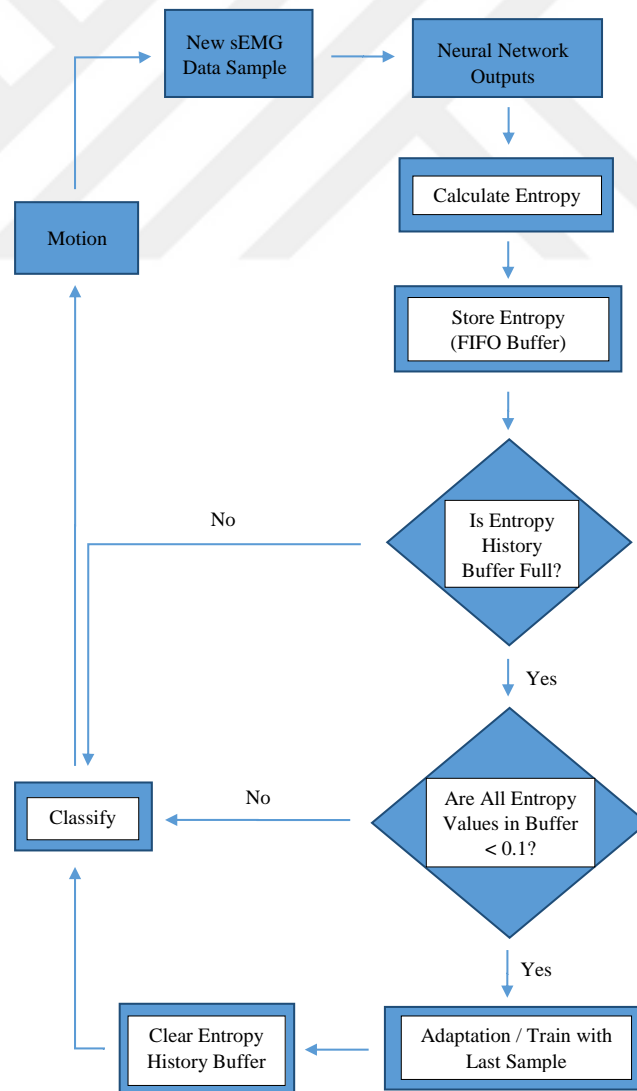 New sEMG
Data Sample
Neural Network
Outputs
Calculate Entropy
Motion
Store Entropy
(FIFO Buffer)
No
Is Entropy
History
Buffer Full?
Yes
No
Classify
Are All Entropy
Values in Buffer
< 0.1?
Yes
Clear Entropy
History Buffer
Adaptation / Train with
Last Sample